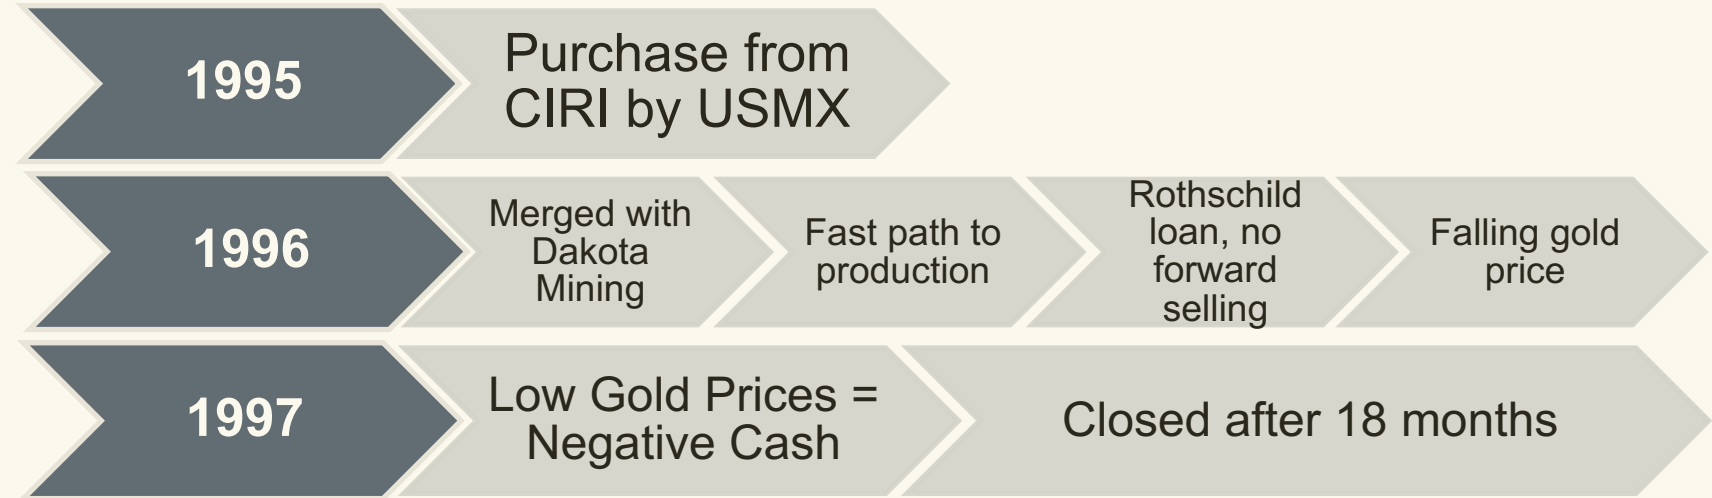 1995
Purchase from
CIRI by USMX
1996
Merged with
Dakota
Mining
Fast path to
production
Rothschild
loan, no
forward
selling
Falling gold
price
1997
Low Gold Prices =
Negative Cash
Closed after 18 months